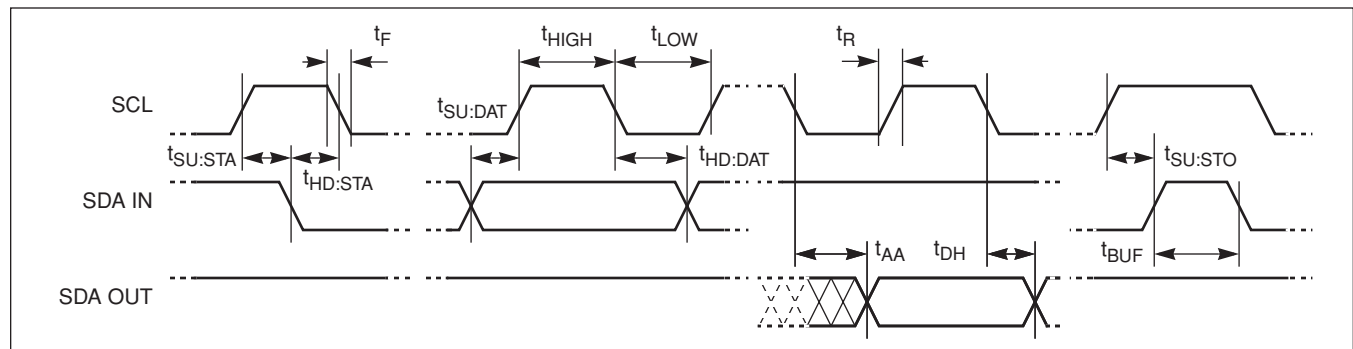 tF
tHIGH
tLOW
tR
SCL
tSU:DAT
tSU:STA
tHD:STA
tHD:DAT
tSU:STO
SDA IN
tAA
tDH
tBUF
SDA OUT